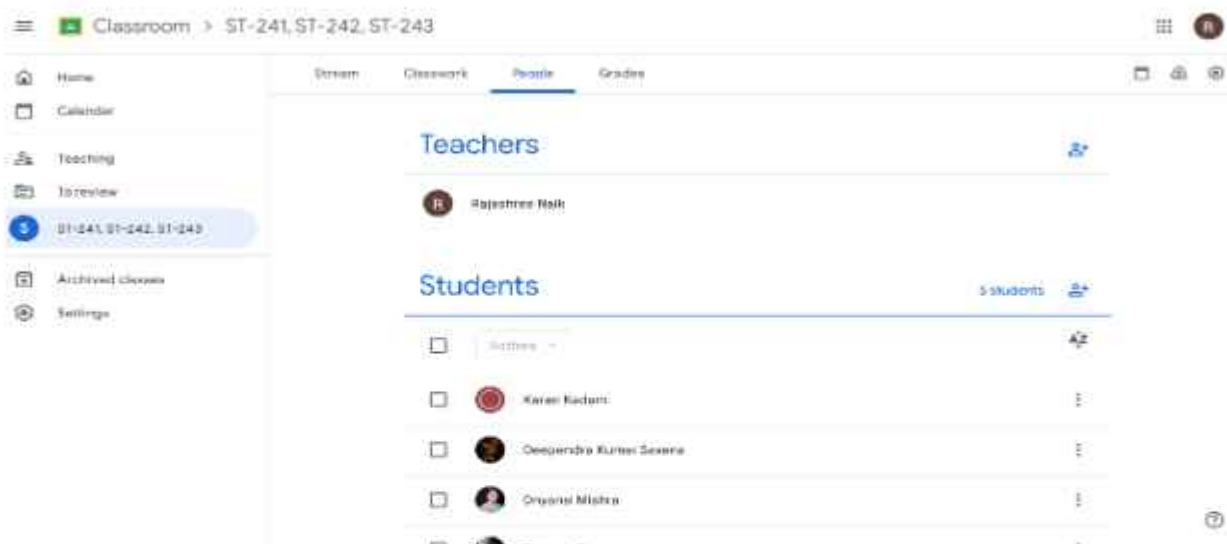 Classroom > ST-241, ST-242, ST-243
R
Home
Calendar
Teaching
To review
S ST-241, ST-242, ST-243
Archived classes
Settings
Stream Classwork People Grades
Teachers
R Rajashree Naik
Students
5 students
Actions
Karan Kadam
Deependra Kumar Saxena
Mishra